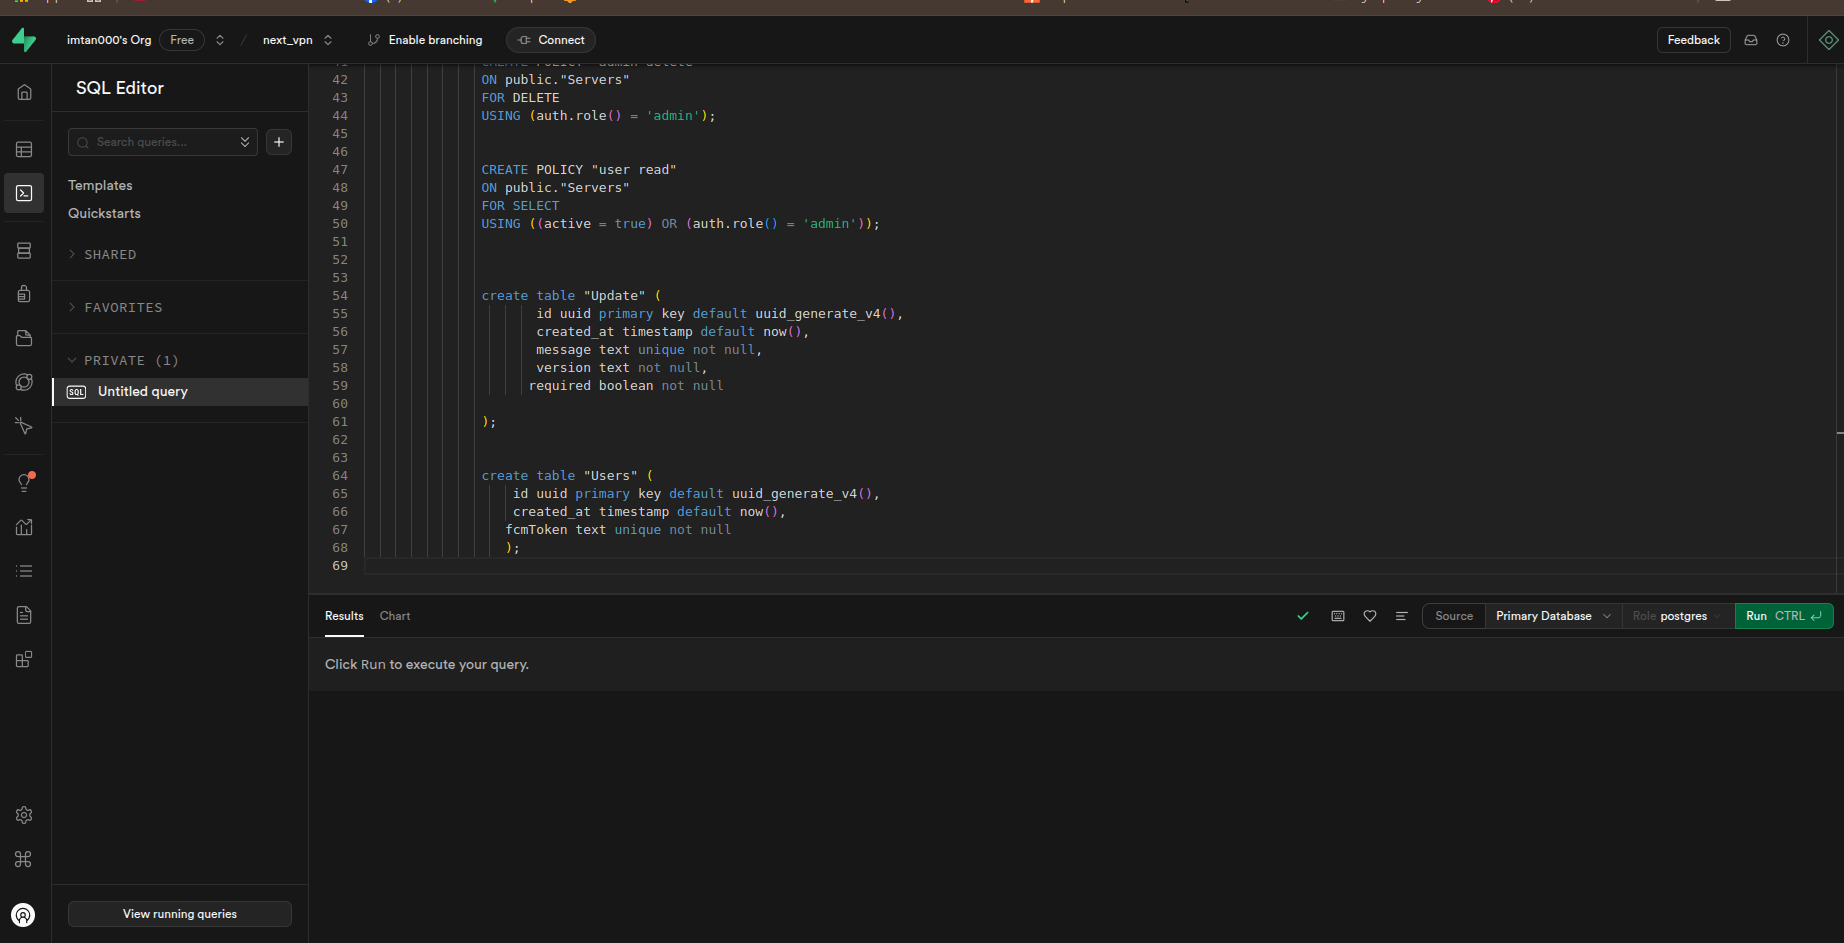 imtan000's Org Free / next_vpn Enable branching Connect Feedback
SQL Editor
Search queries...
Templates
Quickstarts
SHARED
FAVORITES
PRIVATE (1)
SQL Untitled query
View running queries
41 CREATE POLICY "admin delete"
42 ON public."Servers"
43 FOR DELETE
44 USING (auth.role() = 'admin');
45
46
47 CREATE POLICY "user read"
48 ON public."Servers"
49 FOR SELECT
50 USING ((active = true) OR (auth.role() = 'admin'));
51
52
53
54 create table "Update" (
55 id uuid primary key default uuid_generate_v4(),
56 created_at timestamp default now(),
57 message text unique not null,
58 version text not null,
59 required boolean not null
60
61 );
62
63
64 create table "Users" (
65 id uuid primary key default uuid_generate_v4(),
66 created_at timestamp default now(),
67 fcmToken text unique not null
68 );
69
Results Chart Source Primary Database Role postgres Run CTRL
Click Run to execute your query.